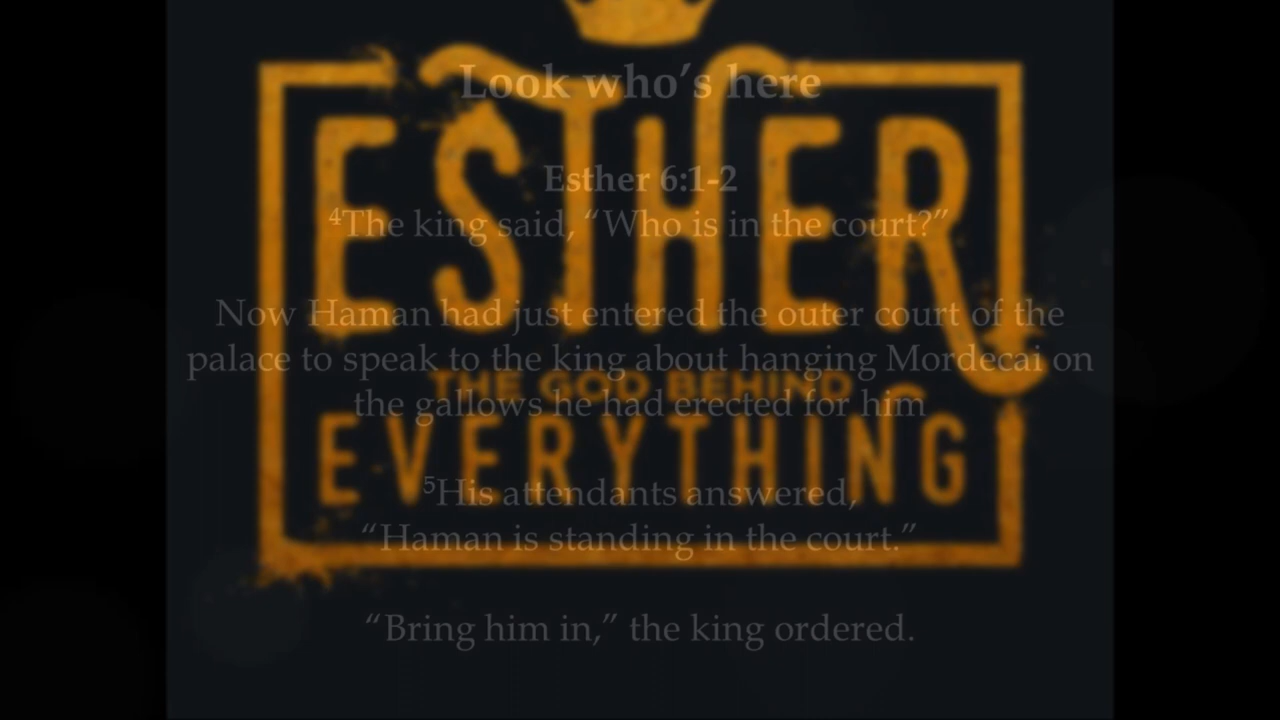 Look who’s here
ESTHER
Esther 6:1-2
⁴The king said, “Who is in the court?”
Now Haman had just entered the outer court of the
palace to speak to the king about hanging Mordecai on
THE GOD BEHIND
the gallows he had erected for him
EVERYTHING
⁵His attendants answered,
“Haman is standing in the court.”
“Bring him in,” the king ordered.